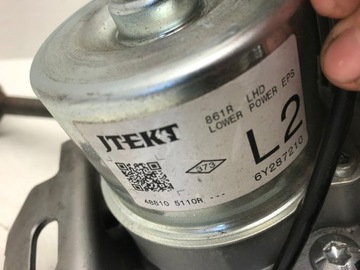 861R LHD
LOWER POWER EPS
JTEKT
373
L2
48810 5110R ---
6Y287210